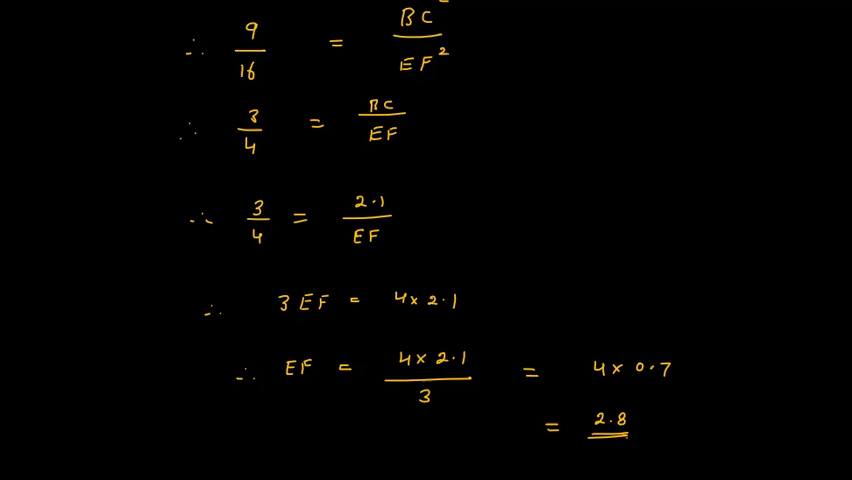 ∴ 9/16 = BC²/EF²
∴ 3/4 = BC/EF
∴ 3/4 = 2.1/EF
∴ 3 EF = 4 × 2.1
∴ EF = 4 × 2.1/3 = 4 × 0.7
= 2.8